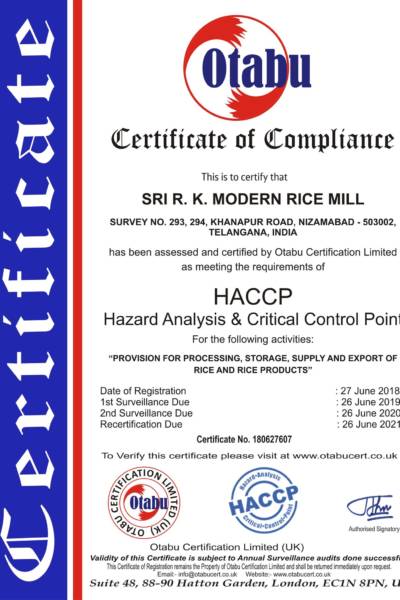 Certificate
Otabu
Certificate of Compliance
This is to certify that
SRI R. K. MODERN RICE MILL
SURVEY NO. 293, 294, KHANAPUR ROAD, NIZAMABAD - 503002,
TELANGANA, INDIA
has been assessed and certified by Otabu Certification Limited
as meeting the requirements of
HACCP
Hazard Analysis & Critical Control Point
For the following activities:
“PROVISION FOR PROCESSING, STORAGE, SUPPLY AND EXPORT OF
RICE AND RICE PRODUCTS”
Date of Registration : 27 June 2018
1st Surveillance Due : 26 June 2019
2nd Surveillance Due : 26 June 2020
Recertification Due : 26 June 2021
Certificate No. 180627607
To Verify this certificate please visit at www.otabucert.co.uk
OTABU CERTIFICATION LIMITED (UK)
Otabu
Hazard-Analysis
HACCP
Critical-Control-Point
Authorised Signatory
Otabu Certification Limited (UK)
Validity of this Certificate is subject to Annual Surveillance audits done successf
This Certificate of Registration remains the Property of Otabu Certification Limited and shall be returned immediately upon request.
Email:- info@otabucert.co.uk Website:- www.otabucert.co.uk
Suite 48, 88-90 Hatton Garden, London, EC1N 8PN, U